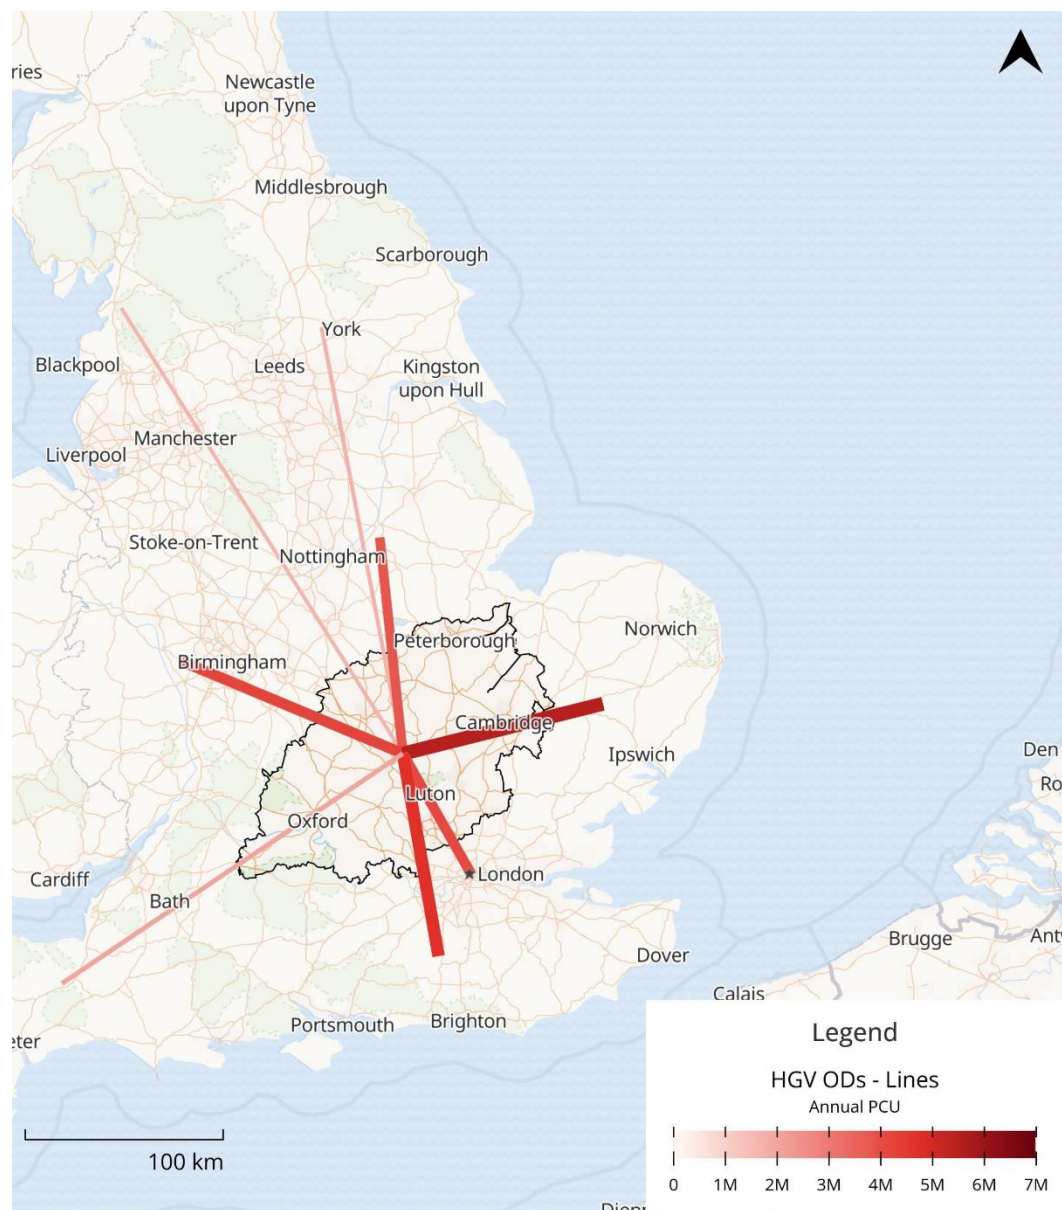 ries
Newcastle
upon Tyne
Middlesbrough
Scarborough
York
Blackpool
Leeds
Kingston
upon Hull
Manchester
Liverpool
Stoke-on-Trent
Nottingham
Norwich
Peterborough
Birmingham
Cambridge
Ipswich
Den
Ro
Luton
Oxford
London
Cardiff
Bath
Brugge
Antw
Dover
Calais
Portsmouth
Brighton
eter
Legend
HGV ODs - Lines
Annual PCU
0 1M 2M 3M 4M 5M 6M 7M
100 km